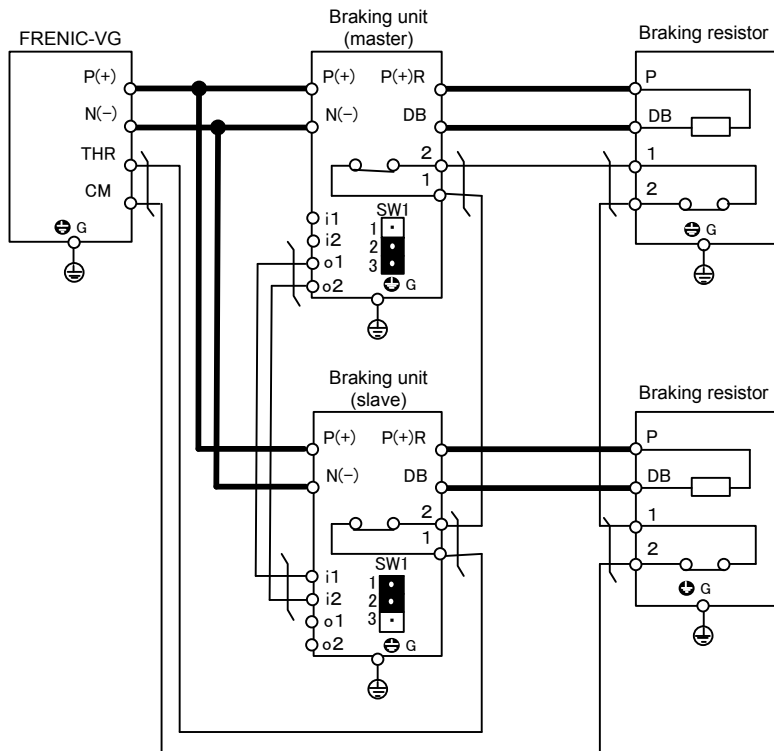 FRENIC-VG
P(+)
N(-)
THR
CM
G
Braking unit
(master)
P(+)
N(-)
P(+)R
DB
2
1
i1
i2
o1
o2
SW1
1
2
3
G
Braking resistor
P
DB
1
2
G
Braking unit
(slave)
P(+)
N(-)
P(+)R
DB
2
1
i1
i2
o1
o2
SW1
1
2
3
G
Braking resistor
P
DB
1
2
G